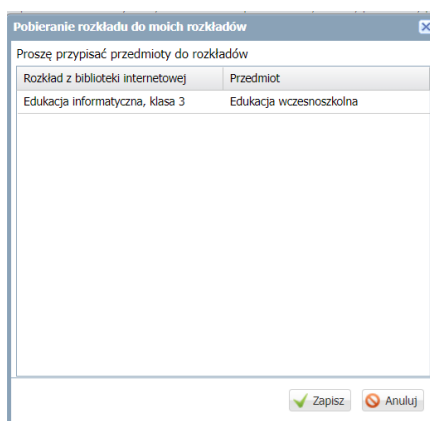 Pobieranie rozkładu do moich rozkładów
Proszę przypisać przedmioty do rozkładów
Rozkład z biblioteki internetowej Przedmiot
Edukacja informatyczna, klasa 3 Edukacja wczesnoszkolna
Zapisz Anuluj